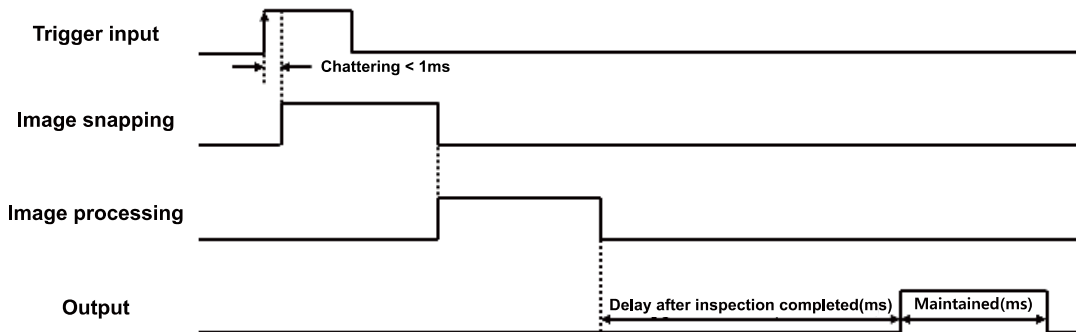 Trigger input
Chattering < 1ms
Image snapping
Image processing
Output
Delay after inspection completed(ms)
Maintained(ms)